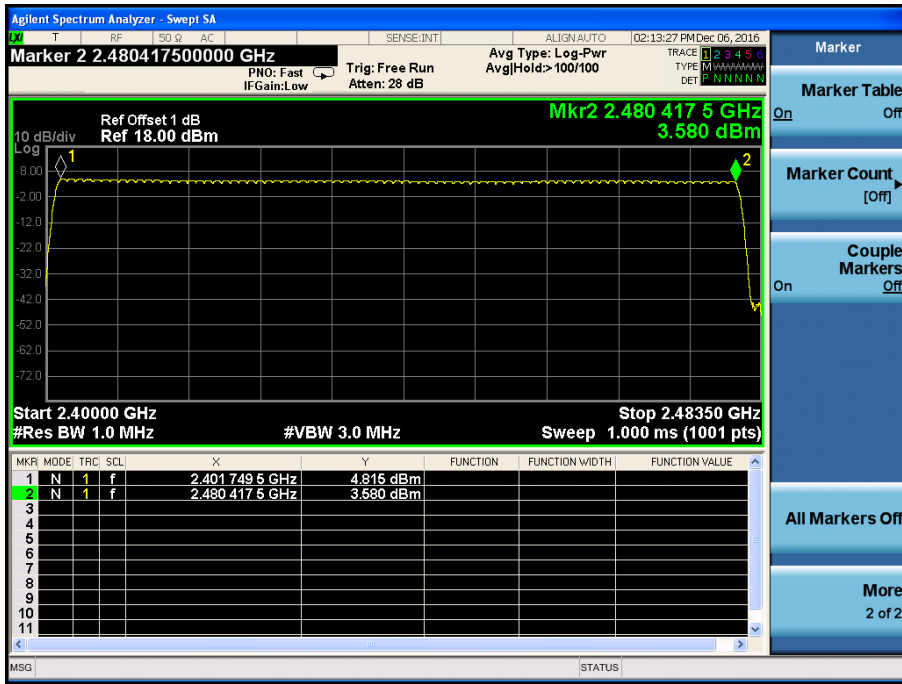 Agilent Spectrum Analyzer - Swept SA
LXI T RF 50 Ω AC SENSE:INT ALIGN AUTO 02:13:27 PM Dec 06, 2016
Marker 2 2.480417500000 GHz
PNO: Fast
IFGain:Low
Trig: Free Run
Atten: 28 dB
Avg Type: Log-Pwr
Avg|Hold:>100/100
TRACE 1 2 3 4 5 6
TYPE M WWWWW
DET P N N N N N
Mkr2 2.480 417 5 GHz
3.580 dBm
Ref Offset 1 dB
10 dB/div Ref 18.00 dBm
Log
1
2
8.00
-2.00
-12.0
-22.0
-32.0
-42.0
-52.0
-62.0
-72.0
Start 2.40000 GHz Stop 2.48350 GHz
#Res BW 1.0 MHz #VBW 3.0 MHz Sweep 1.000 ms (1001 pts)
MKR MODE TRC SCL X Y FUNCTION FUNCTION WIDTH FUNCTION VALUE
1 N 1 f 2.401 749 5 GHz 4.815 dBm
2 N 1 f 2.480 417 5 GHz 3.580 dBm
3
4
5
6
7
8
9
10
11
MSG STATUS
Marker
Marker Table
On Off
Marker Count
[Off]
Couple
Markers
On Off
All Markers Off
More
2 of 2